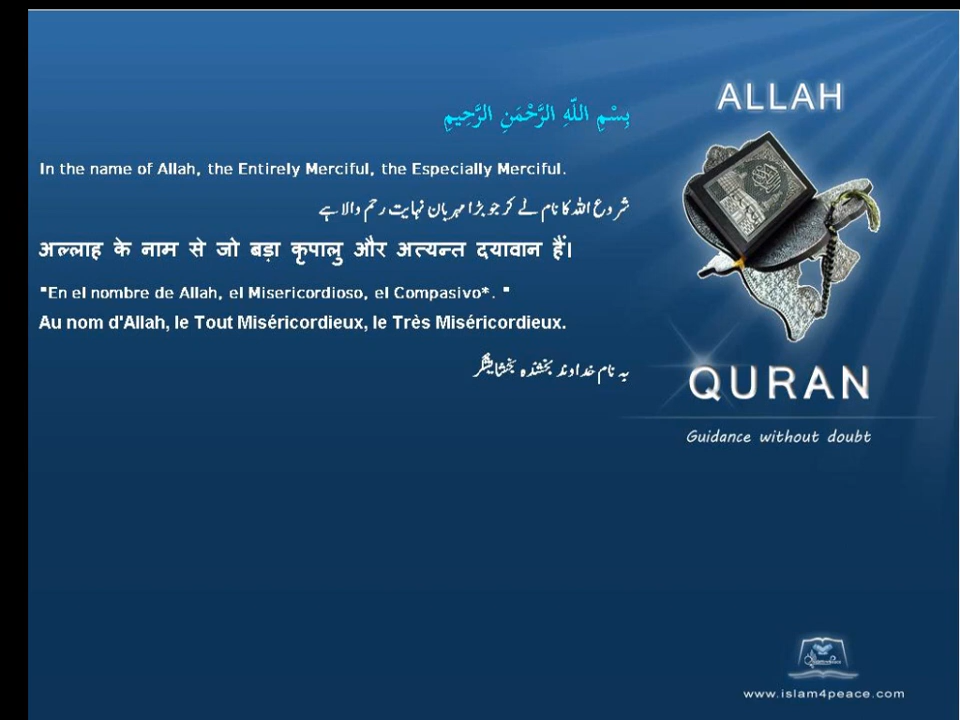 بِسْمِ اللَّهِ الرَّحْمَنِ الرَّحِيمِ
In the name of Allah, the Entirely Merciful, the Especially Merciful.
شروع اللہ کا نام لے کر جو بڑا مہربان نہایت رحم والا ہے
अल्लाह के नाम से जो बड़ा कृपालु और अत्यन्त दयावान हैं।
"En el nombre de Allah, el Misericordioso, el Compasivo*. "
Au nom d'Allah, le Tout Miséricordieux, le Très Miséricordieux.
به نام خداوند بخشنده بخشایشگر
ALLAH
QURAN
Guidance without doubt
www.islam4peace.com